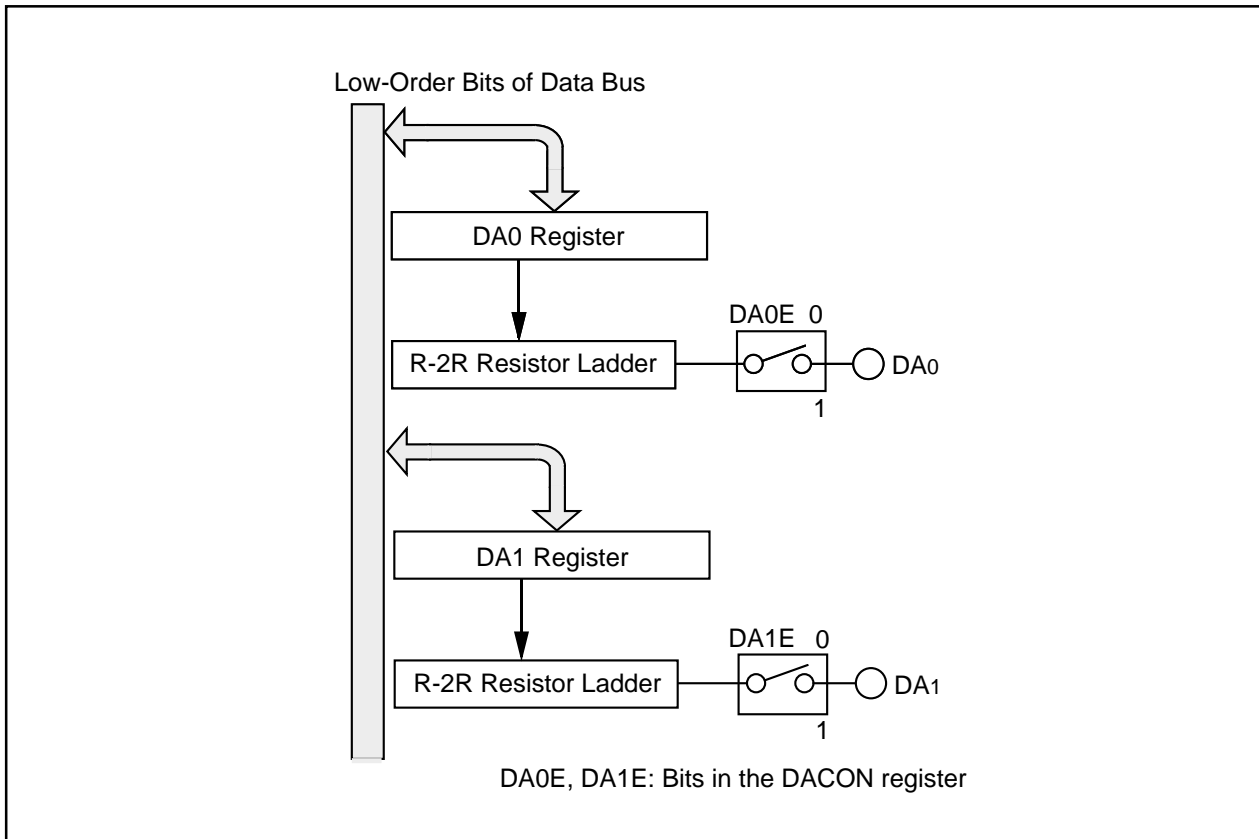 Low-Order Bits of Data Bus
DA0 Register
DA0E 0
R-2R Resistor Ladder
DA0
1
DA1 Register
DA1E 0
R-2R Resistor Ladder
DA1
1
DA0E, DA1E: Bits in the DACON register